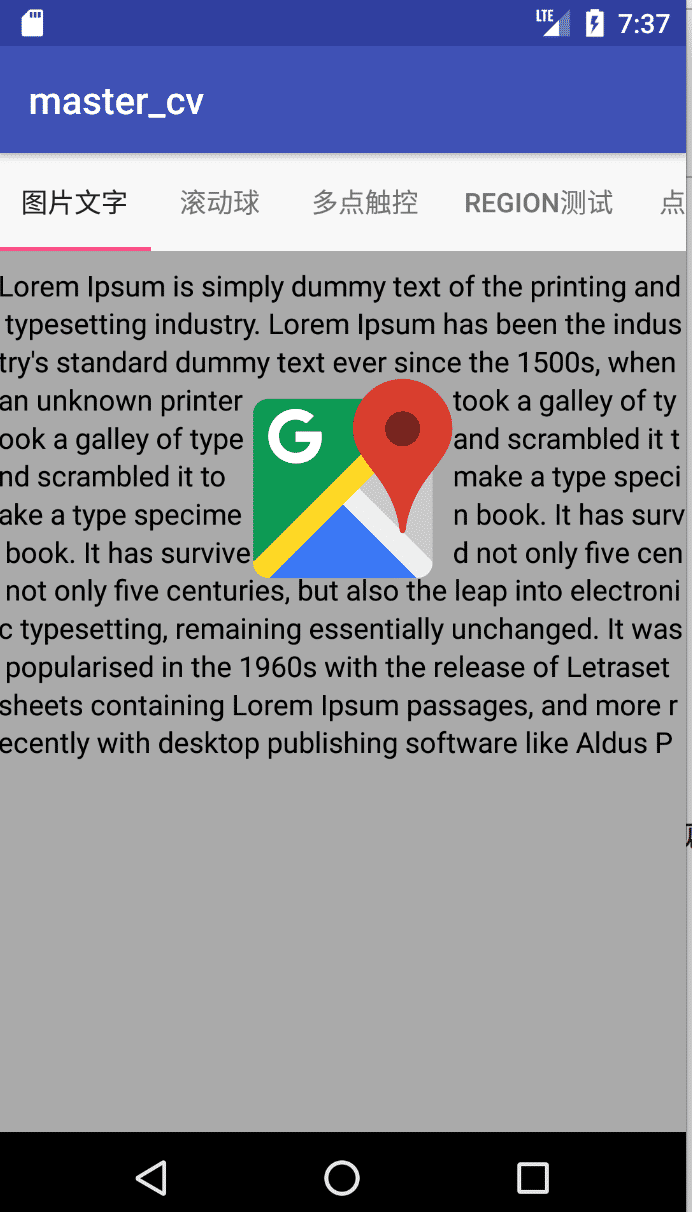 LTE 7:37
master_cv
图片文字 滚动球 多点触控 REGION测试 点
Lorem Ipsum is simply dummy text of the printing and
typesetting industry. Lorem Ipsum has been the indus
try's standard dummy text ever since the 1500s, when
an unknown printer took a galley of ty
ook a galley of type and scrambled it t
nd scrambled it to make a type speci
ake a type specime n book. It has surv
book. It has survive d not only five cen
not only five centuries, but also the leap into electroni
c typesetting, remaining essentially unchanged. It was
popularised in the 1960s with the release of Letraset
sheets containing Lorem Ipsum passages, and more r
ecently with desktop publishing software like Aldus P
G